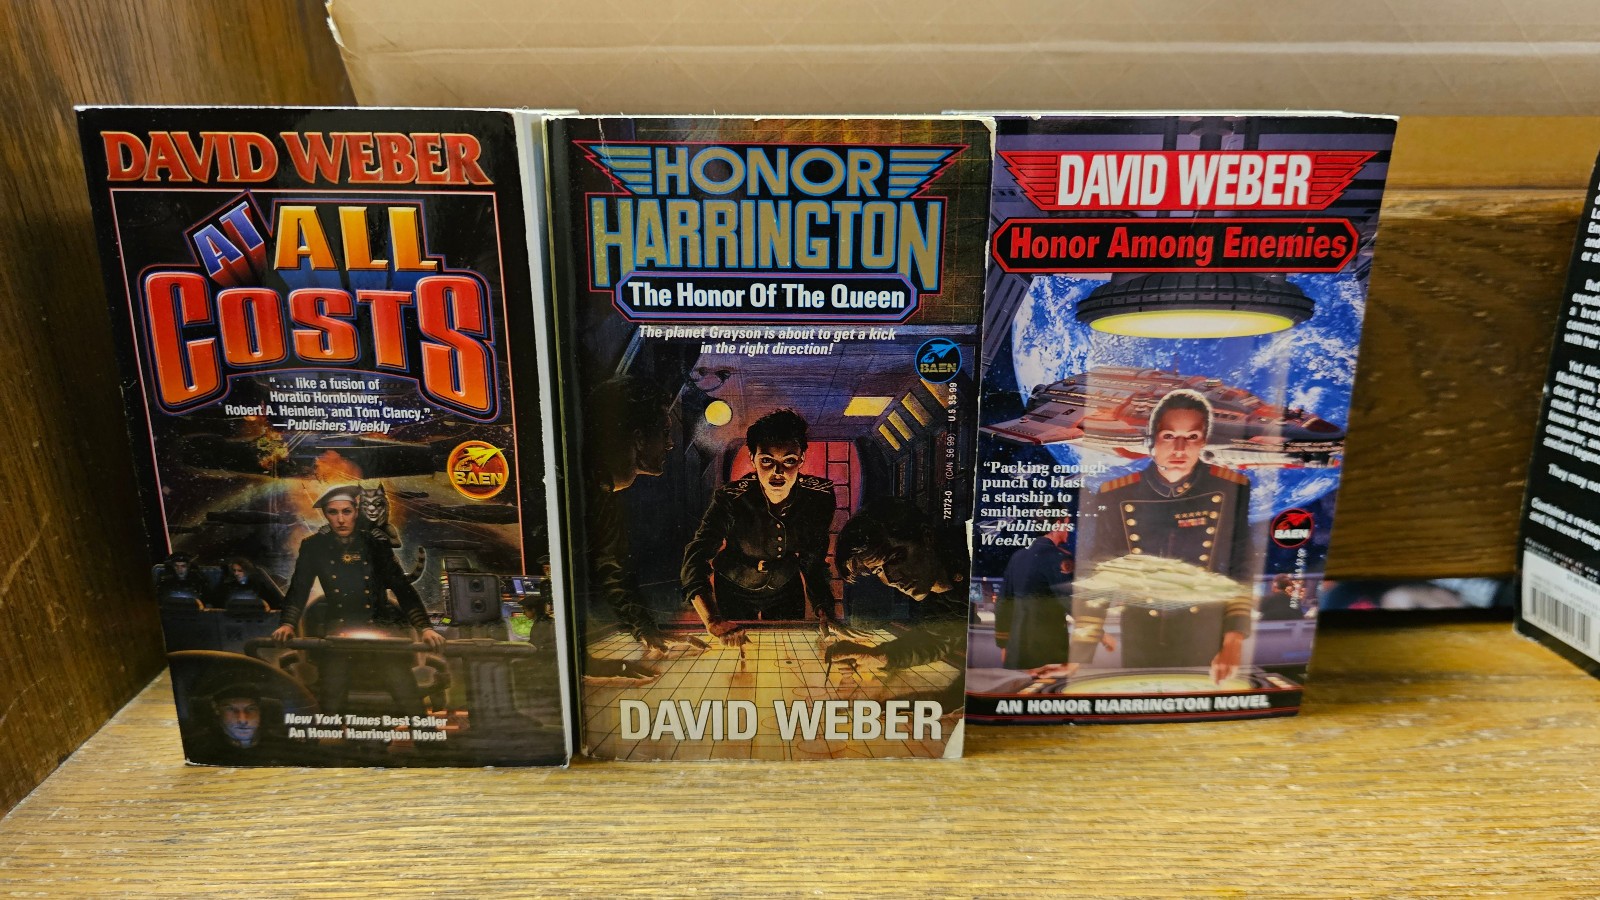 DAVID WEBER
AT ALL
COSTS
“. . . like a fusion of
Horatio Hornblower,
Robert A. Heinlein, and Tom Clancy.”
—Publishers Weekly
BAEN
New York Times Best Seller
An Honor Harrington Novel
HONOR
HARRINGTON
The Honor Of The Queen
The planet Grayson is about to get a kick
in the right direction!
BAEN
72172-0 (CAN. $6.99) U.S. $5.99
DAVID WEBER
DAVID WEBER
Honor Among Enemies
“Packing enough
punch to blast
a starship to
smithereens. . . .”
—Publishers
Weekly
BAEN
AN HONOR HARRINGTON NOVEL